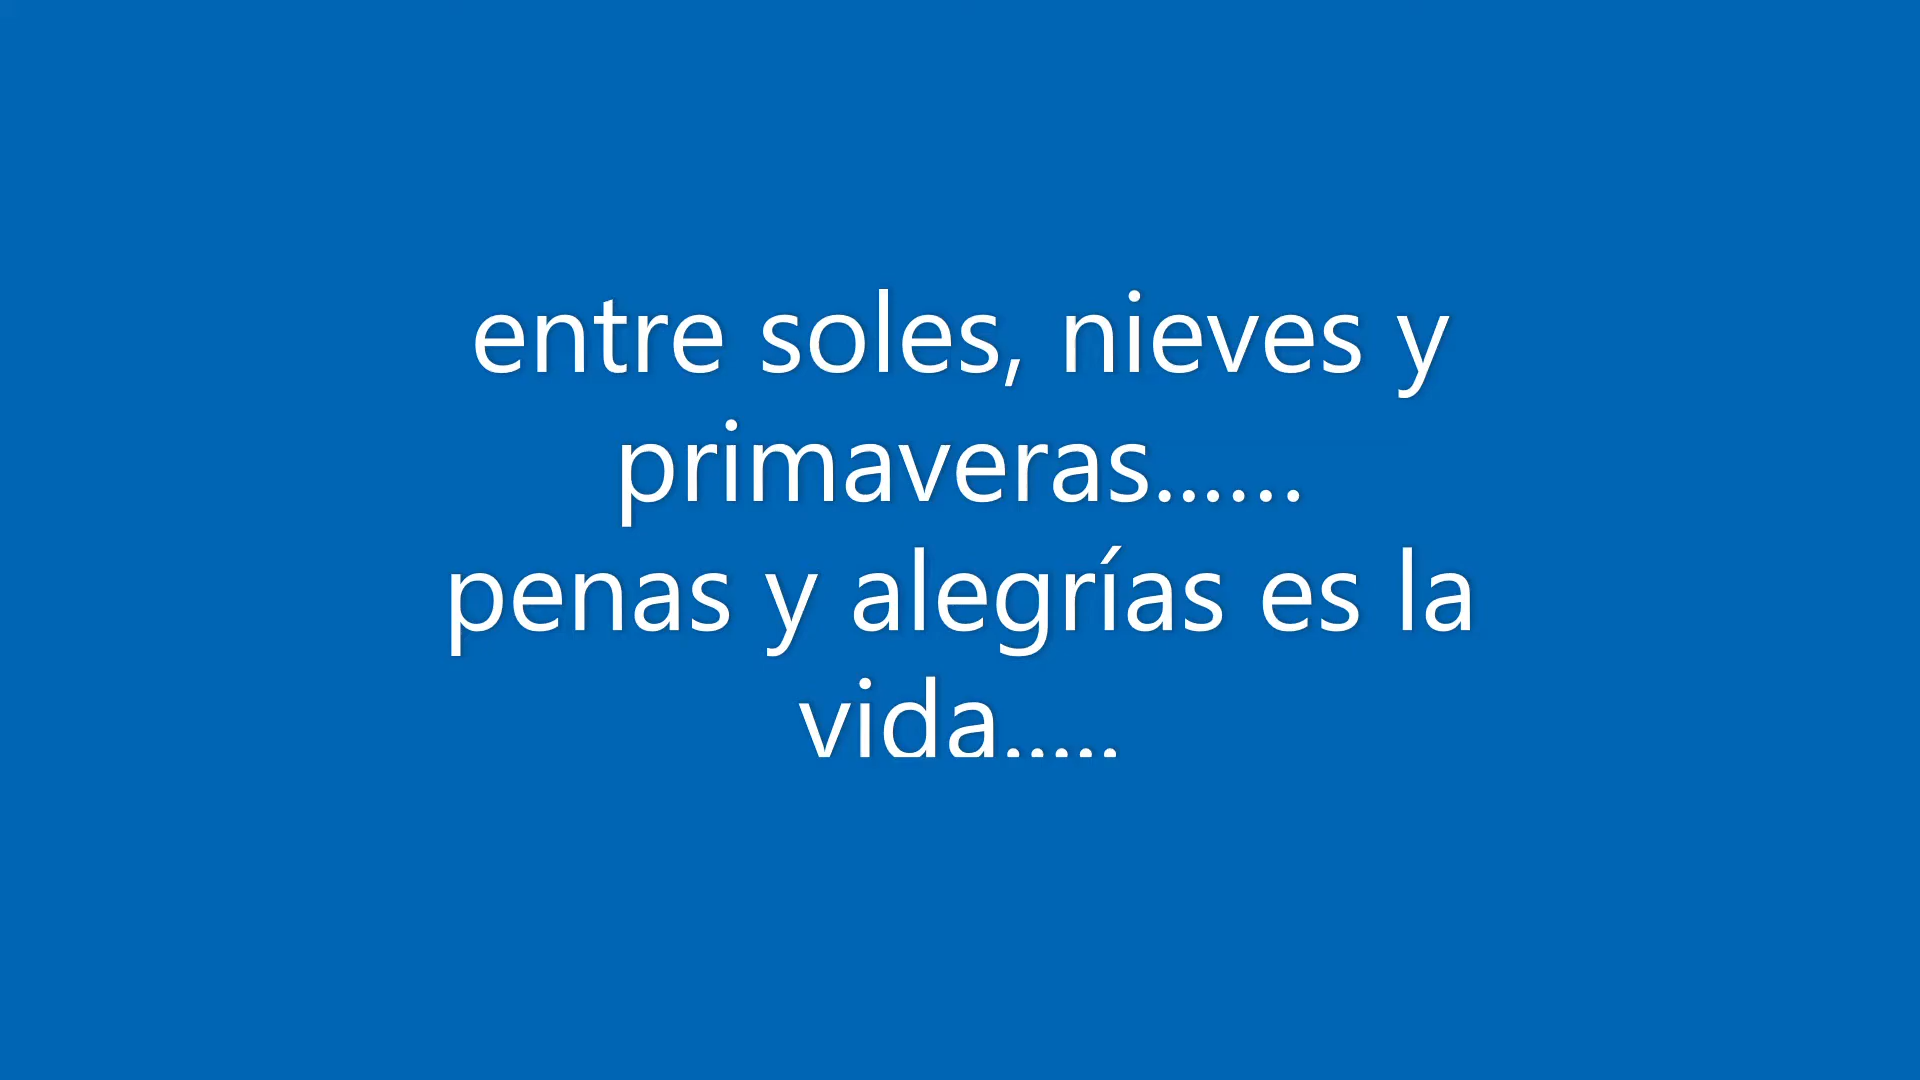 entre soles, nieves y
primaveras......
penas y alegrías es la
vida.....